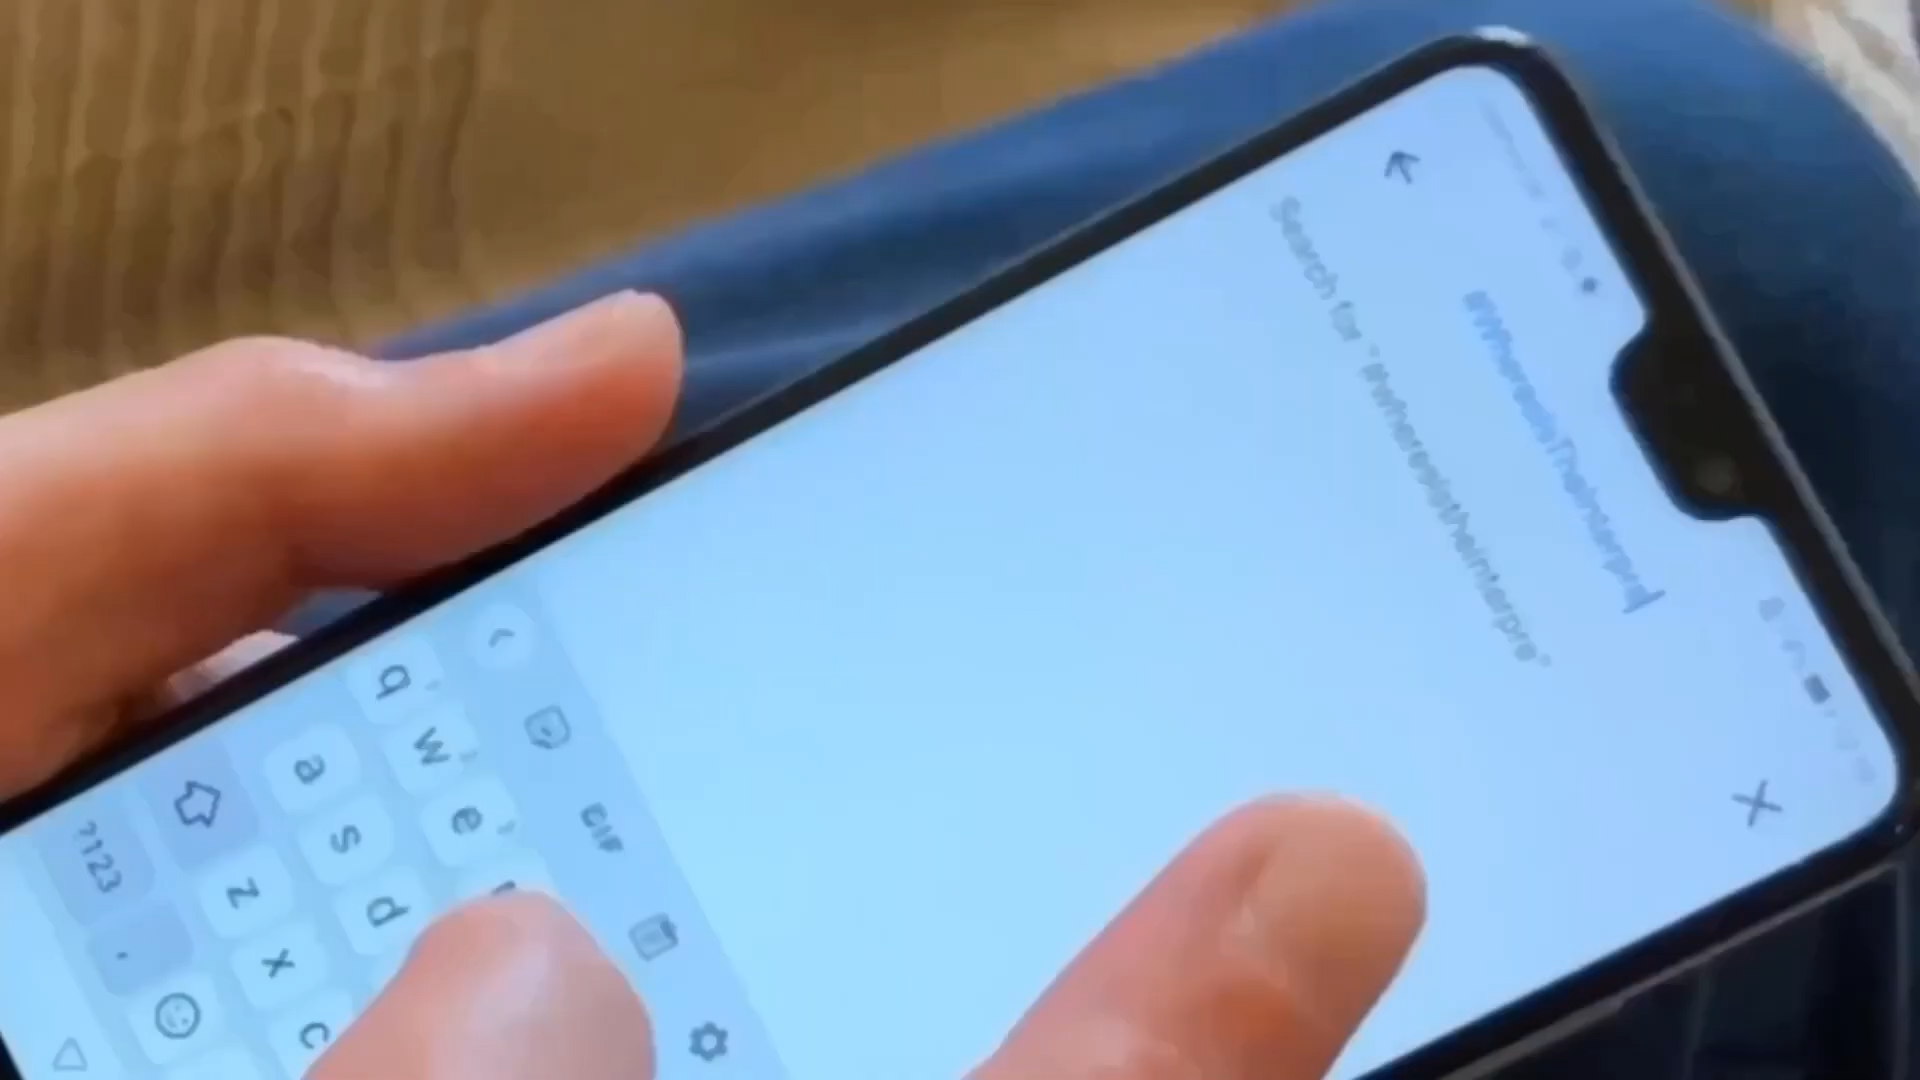 #WhereIsTheInterpre
Search for "#whereistheinterpre"
GIF
q w e
a s d
z x c
?123 ,